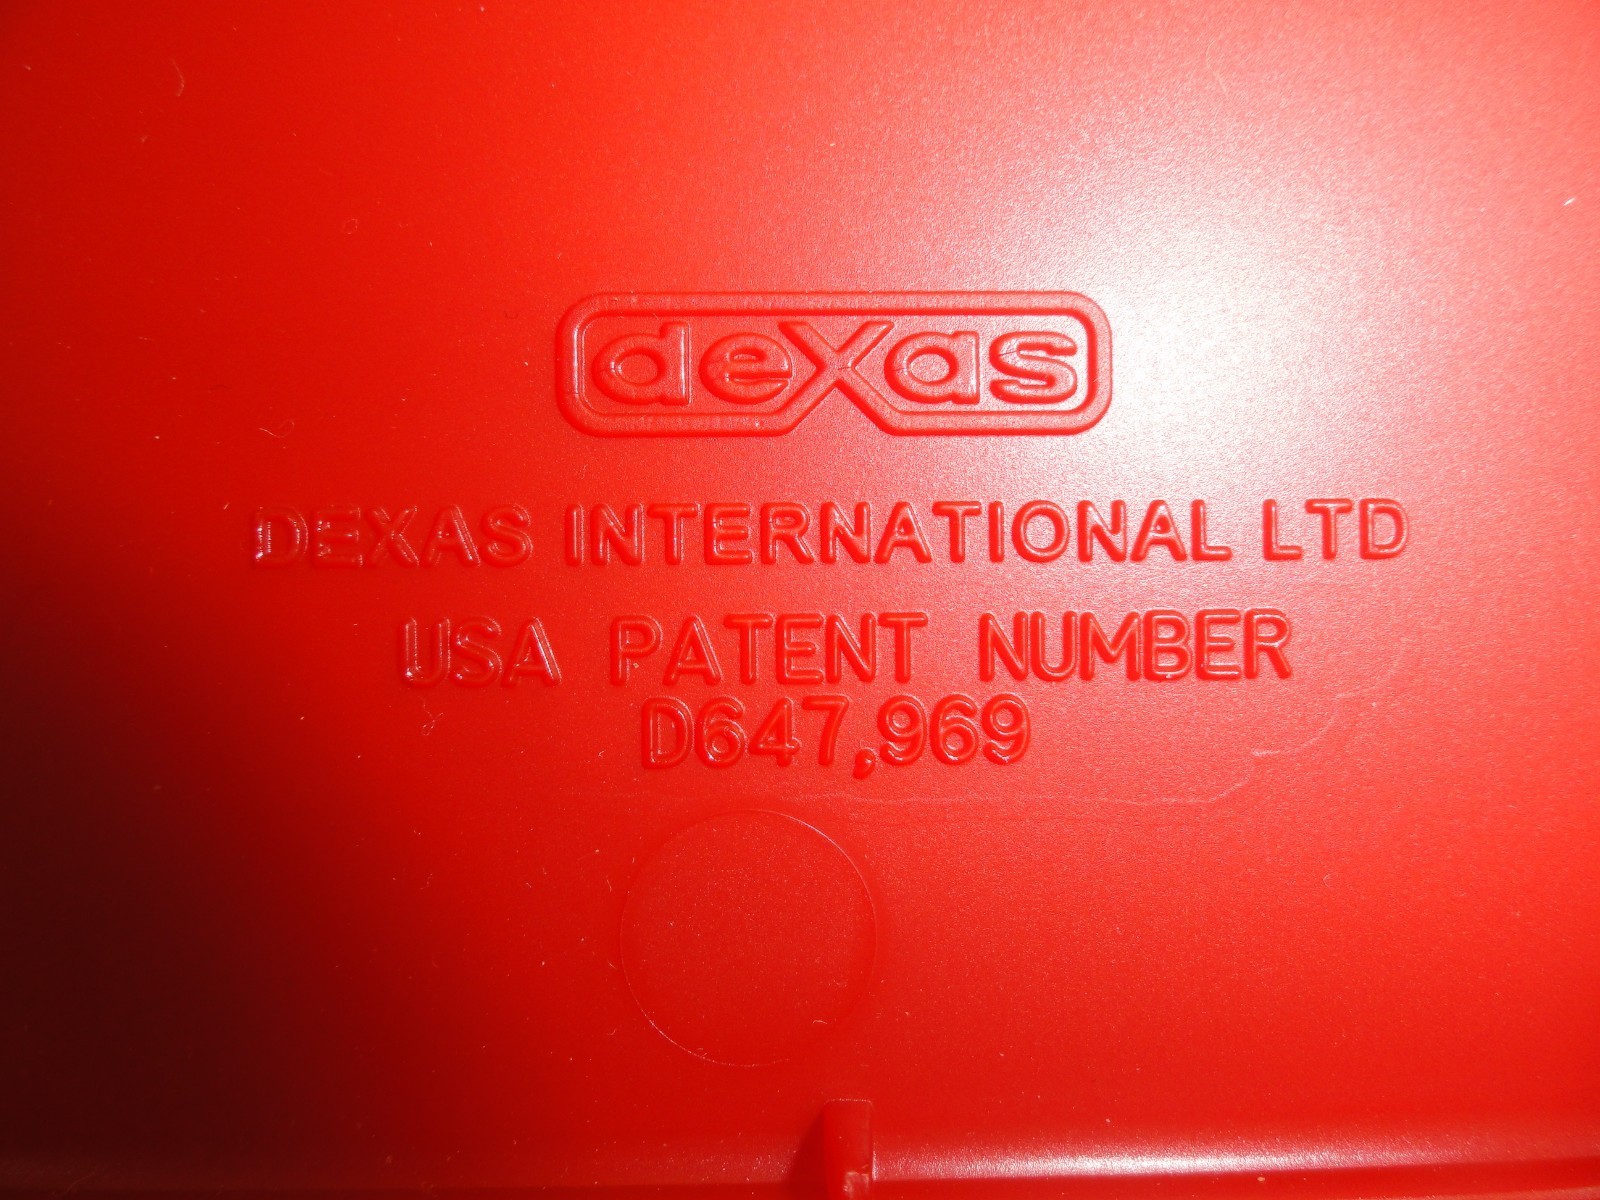 dexas
DEXAS INTERNATIONAL LTD
USA PATENT NUMBER
D647,969